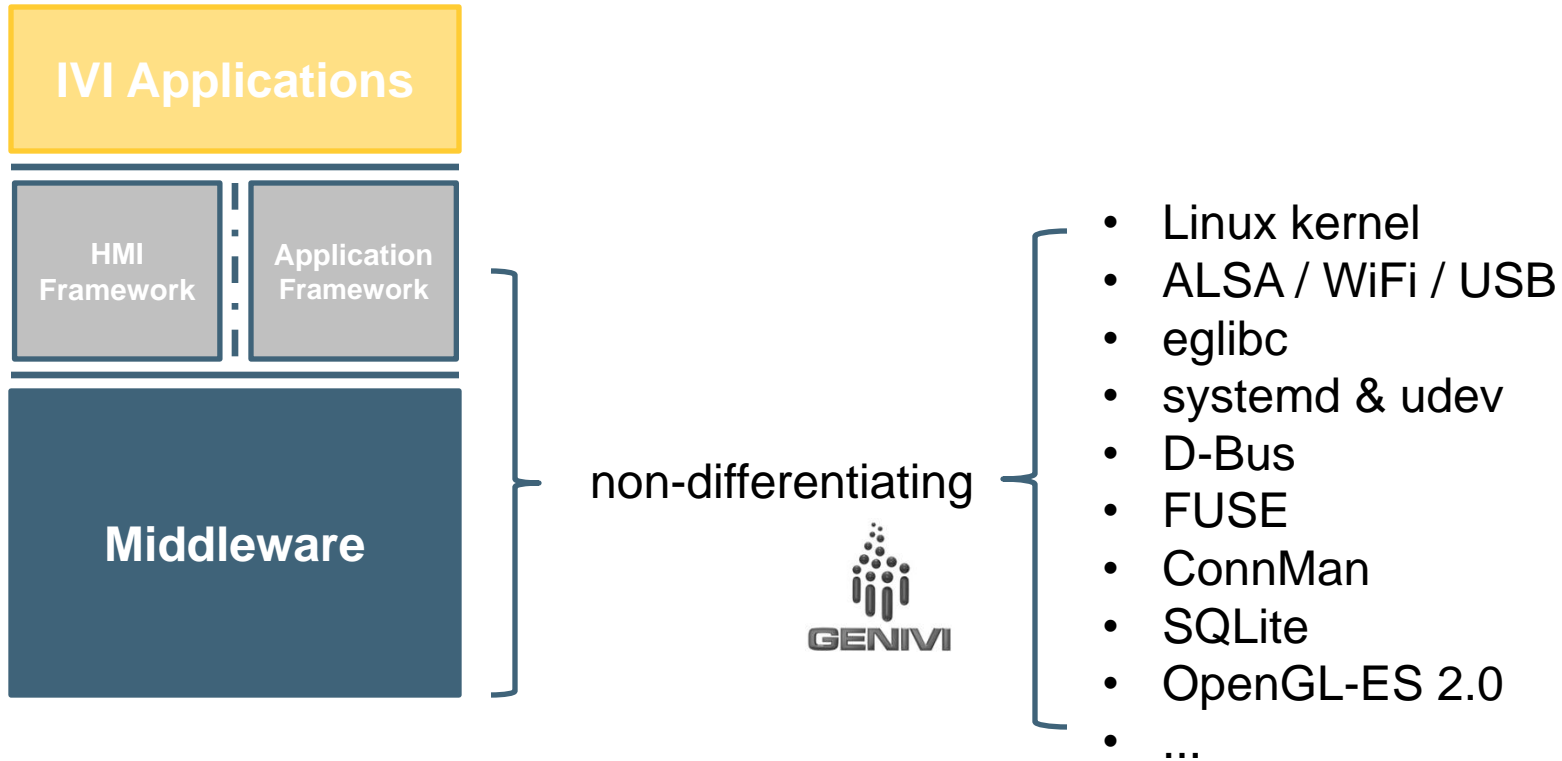 IVI Applications
HMI
Framework
Application
Framework
Middleware
non-differentiating
GENIVI
• Linux kernel
• ALSA / WiFi / USB
• eglibc
• systemd & udev
• D-Bus
• FUSE
• ConnMan
• SQLite
• OpenGL-ES 2.0
• ...